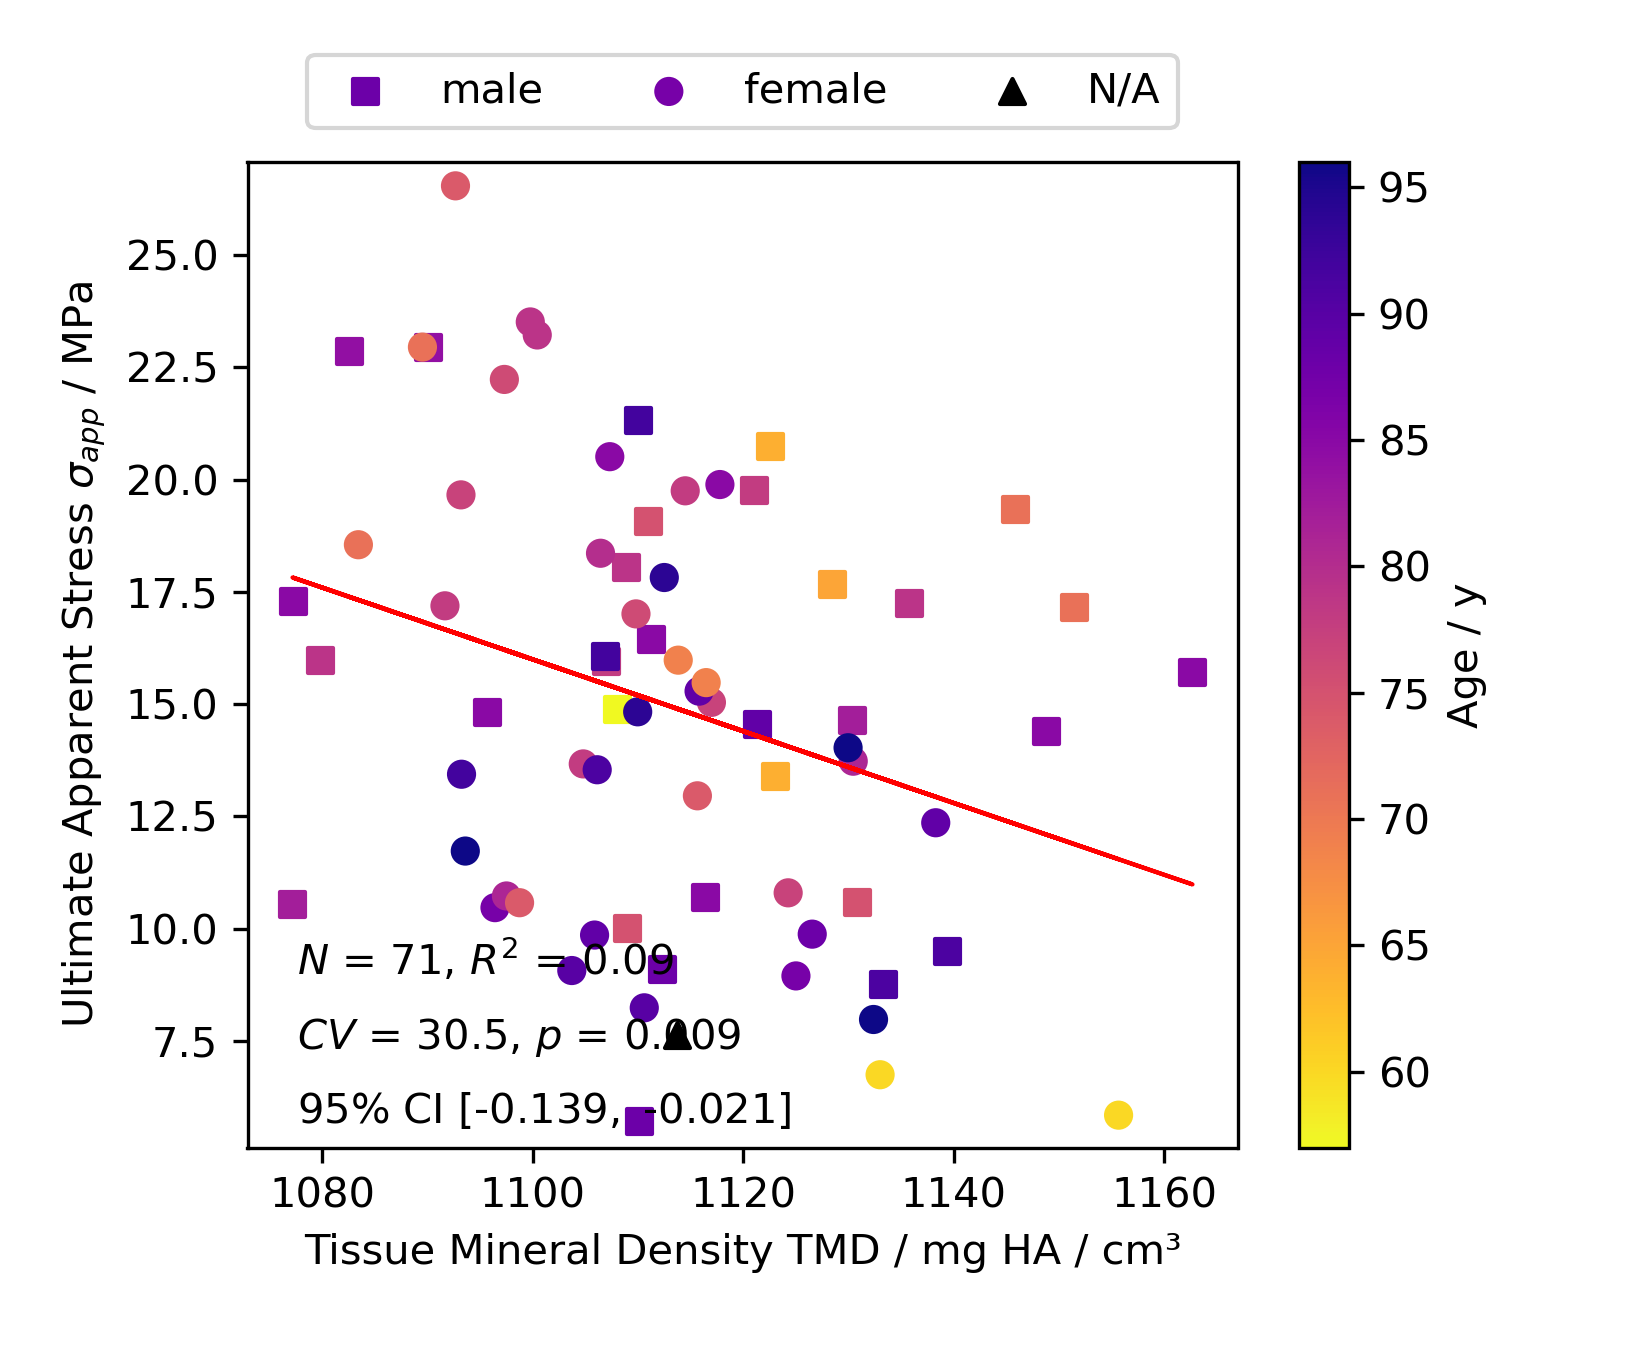 male female N/A
Ultimate Apparent Stress σapp / MPa
25.0
22.5
20.0
17.5
15.0
12.5
10.0
7.5
N = 71, R² = 0.09
CV = 30.5, p = 0.009
95% CI [-0.139, -0.021]
1080 1100 1120 1140 1160
Tissue Mineral Density TMD / mg HA / cm³
95
90
85
80
75
70
65
60
Age / y